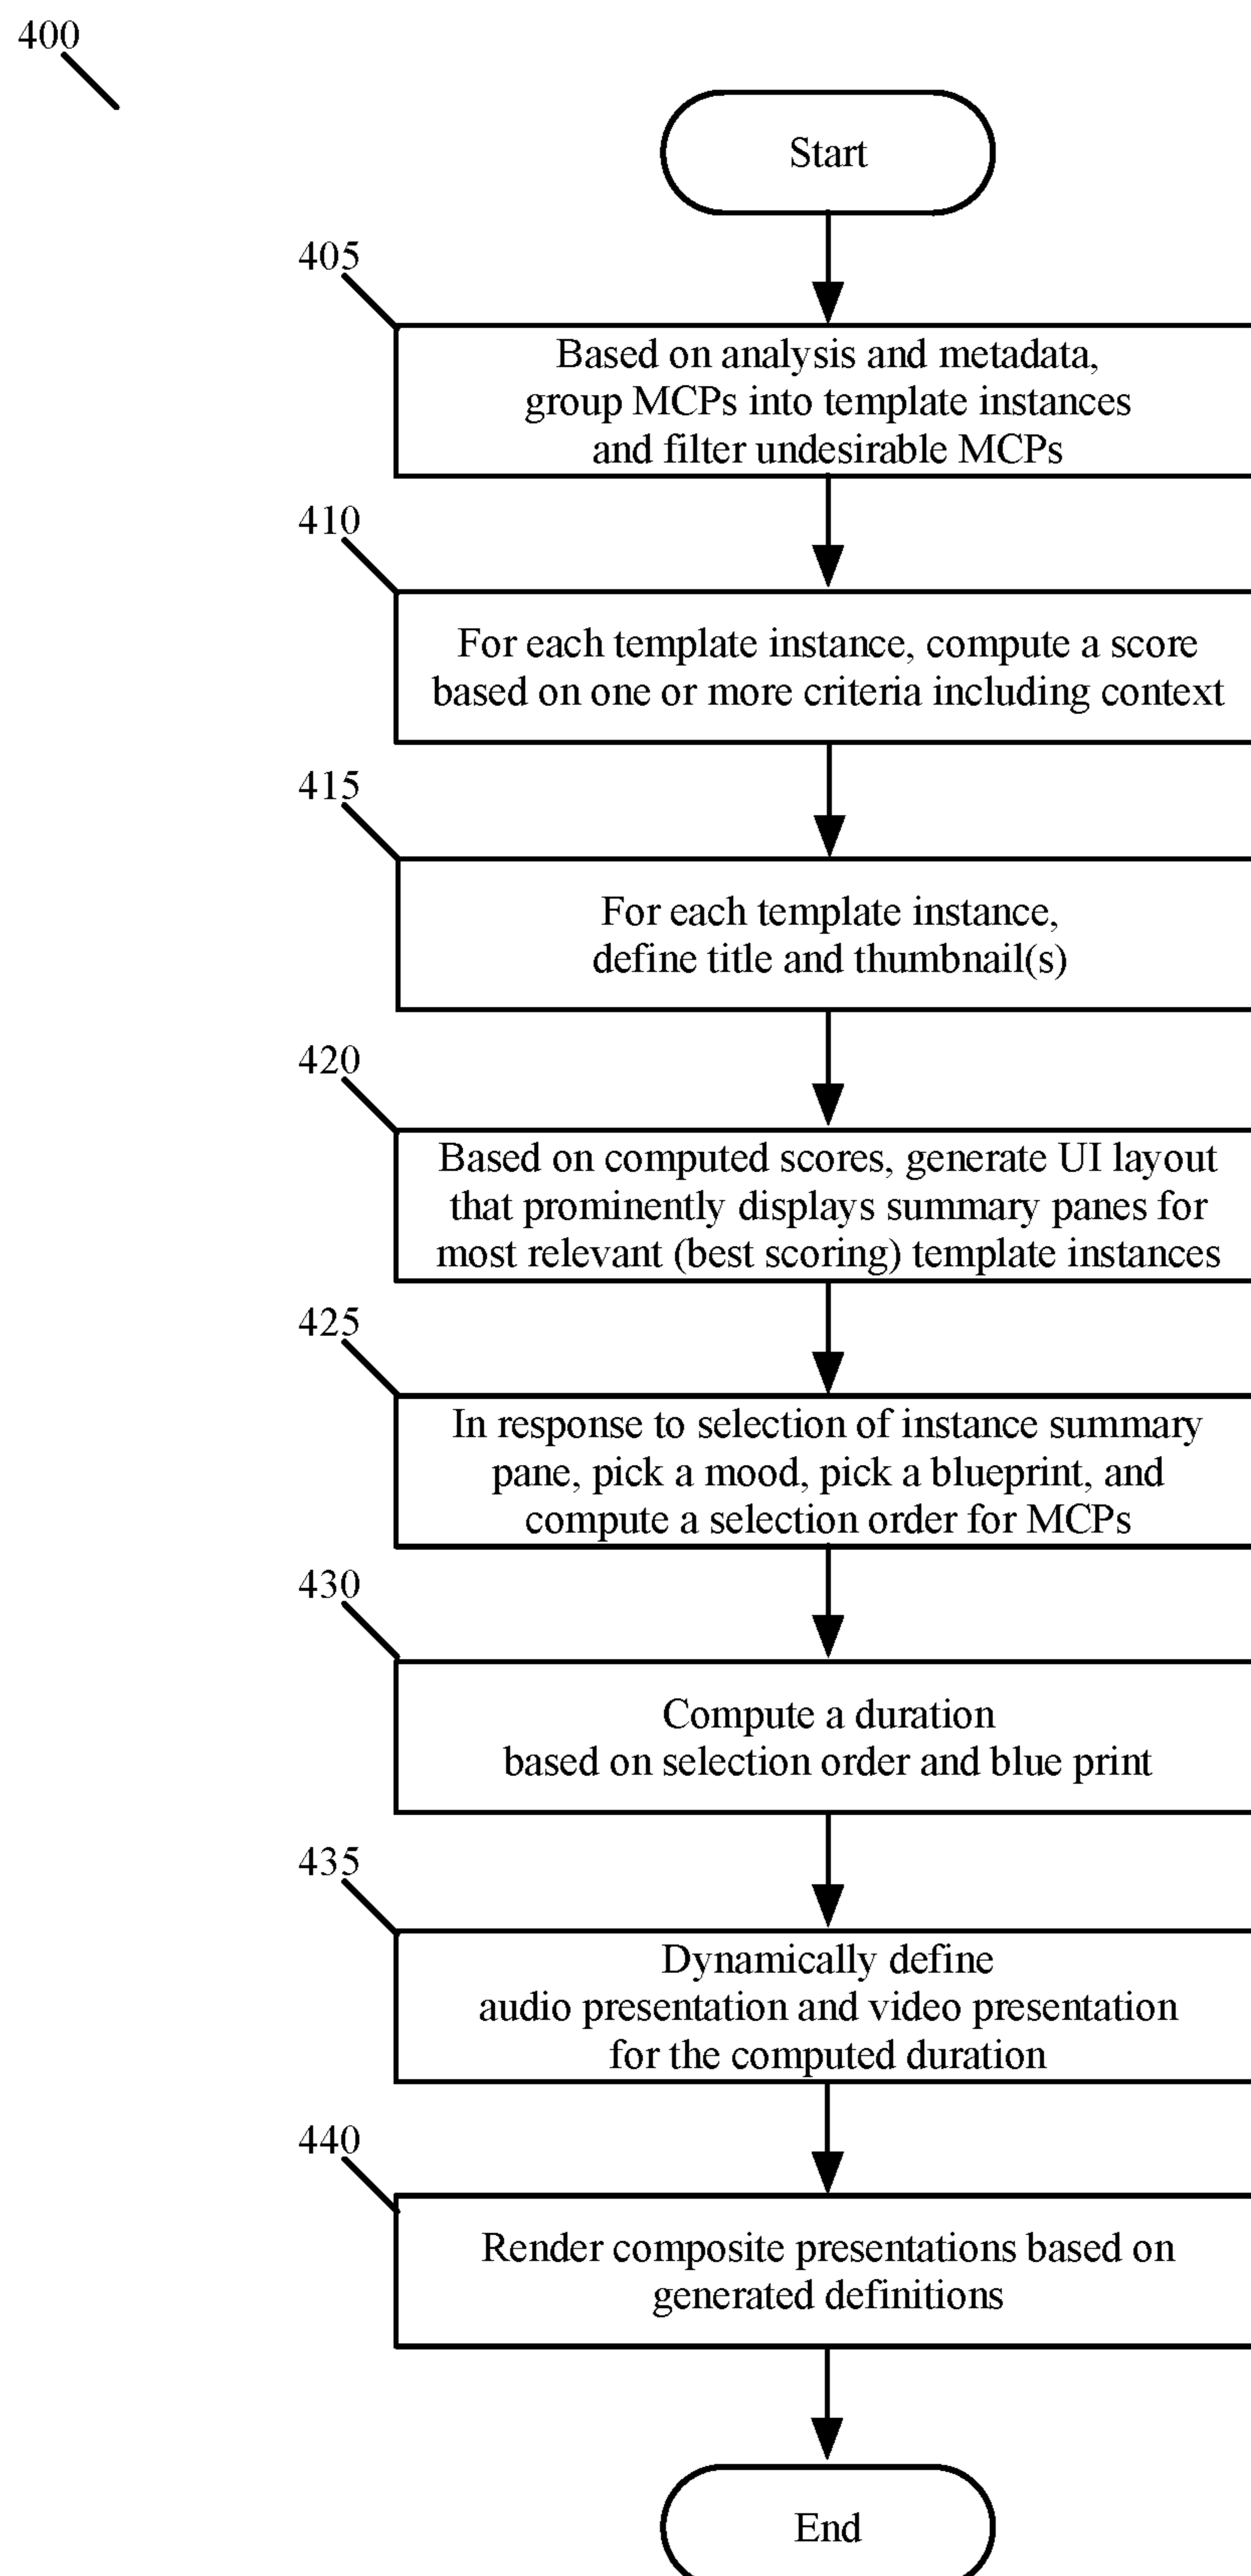 400
Start
405
Based on analysis and metadata,
group MCPs into template instances
and filter undesirable MCPs
410
For each template instance, compute a score
based on one or more criteria including context
415
For each template instance,
define title and thumbnail(s)
420
Based on computed scores, generate UI layout
that prominently displays summary panes for
most relevant (best scoring) template instances
425
In response to selection of instance summary
pane, pick a mood, pick a blueprint, and
compute a selection order for MCPs
430
Compute a duration
based on selection order and blue print
435
Dynamically define
audio presentation and video presentation
for the computed duration
440
Render composite presentations based on
generated definitions
End